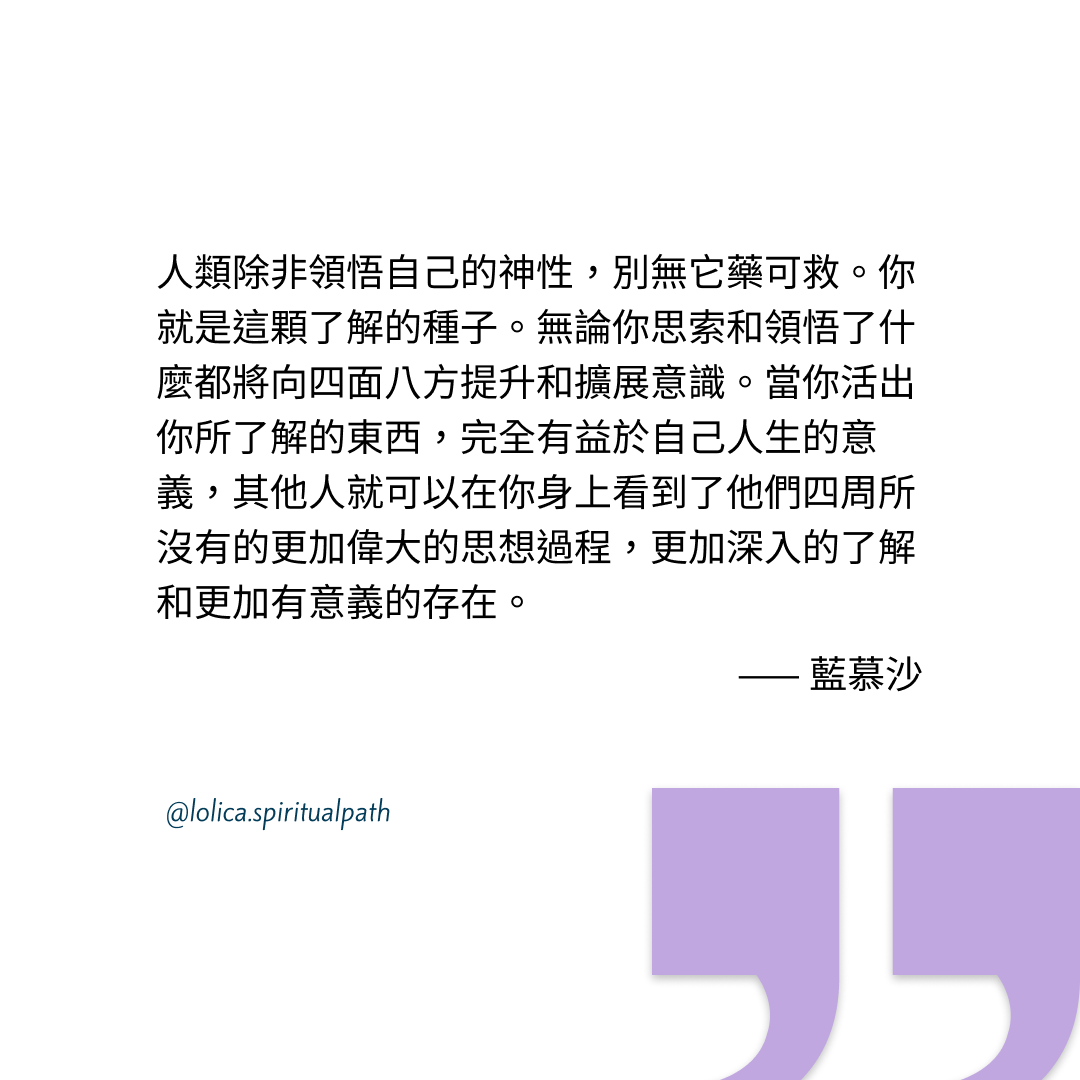 人類除非領悟自己的神性，別無它藥可救。你
就是這顆了解的種子。無論你思索和領悟了什
麼都將向四面八方提升和擴展意識。當你活出
你所了解的東西，完全有益於自己人生的意
義，其他人就可以在你身上看到了他們四周所
沒有的更加偉大的思想過程，更加深入的了解
和更加有意義的存在。
—— 藍慕沙
@lolica.spiritualpath